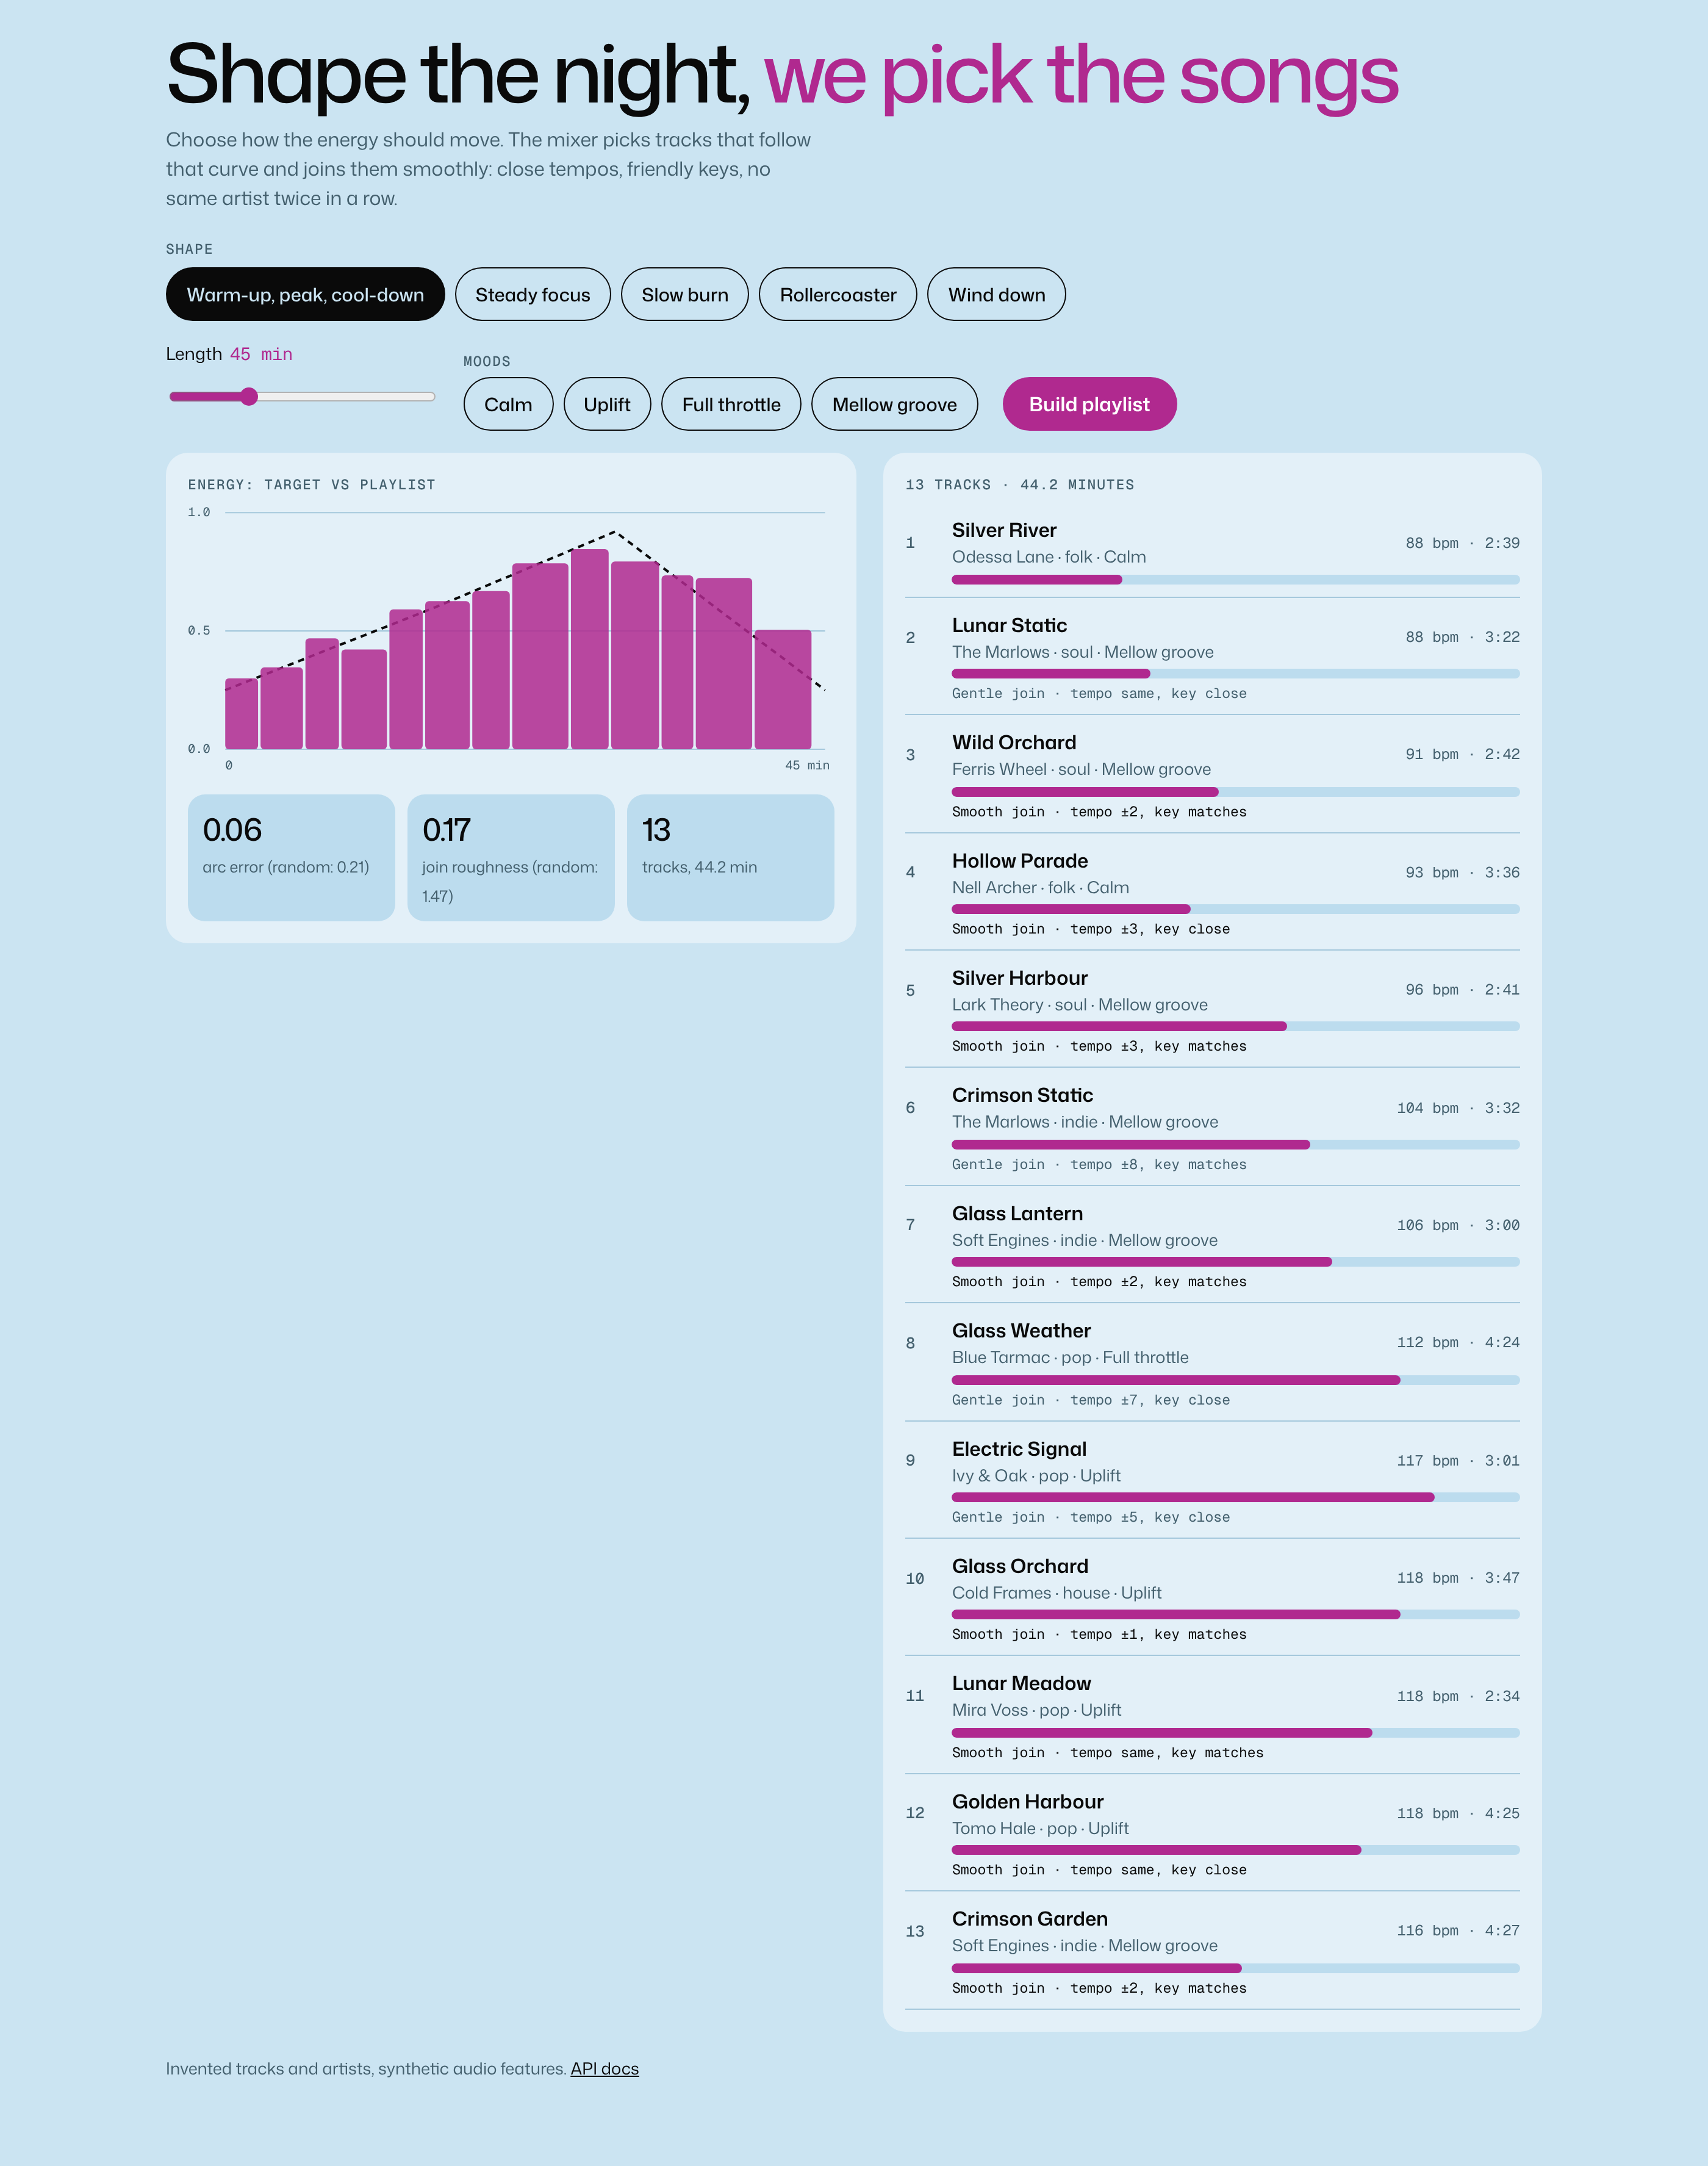 Shape the night, we pick the songs
Choose how the energy should move. The mixer picks tracks that follow
that curve and joins them smoothly: close tempos, friendly keys, no
same artist twice in a row.
SHAPE
Warm-up, peak, cool-down
Steady focus
Slow burn
Rollercoaster
Wind down
Length 45 min
MOODS
Calm
Uplift
Full throttle
Mellow groove
Build playlist
ENERGY: TARGET VS PLAYLIST
1.0
0.5
0.0
0
45 min
0.06
arc error (random: 0.21)
0.17
join roughness (random:
1.47)
13
tracks, 44.2 min
13 TRACKS · 44.2 MINUTES
1
Silver River
88 bpm · 2:39
Odessa Lane · folk · Calm
2
Lunar Static
88 bpm · 3:22
The Marlows · soul · Mellow groove
Gentle join · tempo same, key close
3
Wild Orchard
91 bpm · 2:42
Ferris Wheel · soul · Mellow groove
Smooth join · tempo ±2, key matches
4
Hollow Parade
93 bpm · 3:36
Nell Archer · folk · Calm
Smooth join · tempo ±3, key close
5
Silver Harbour
96 bpm · 2:41
Lark Theory · soul · Mellow groove
Smooth join · tempo ±3, key matches
6
Crimson Static
104 bpm · 3:32
The Marlows · indie · Mellow groove
Gentle join · tempo ±8, key matches
7
Glass Lantern
106 bpm · 3:00
Soft Engines · indie · Mellow groove
Smooth join · tempo ±2, key matches
8
Glass Weather
112 bpm · 4:24
Blue Tarmac · pop · Full throttle
Gentle join · tempo ±7, key close
9
Electric Signal
117 bpm · 3:01
Ivy & Oak · pop · Uplift
Gentle join · tempo ±5, key close
10
Glass Orchard
118 bpm · 3:47
Cold Frames · house · Uplift
Smooth join · tempo ±1, key matches
11
Lunar Meadow
118 bpm · 2:34
Mira Voss · pop · Uplift
Smooth join · tempo same, key matches
12
Golden Harbour
118 bpm · 4:25
Tomo Hale · pop · Uplift
Smooth join · tempo same, key close
13
Crimson Garden
116 bpm · 4:27
Soft Engines · indie · Mellow groove
Smooth join · tempo ±2, key matches
Invented tracks and artists, synthetic audio features. API docs